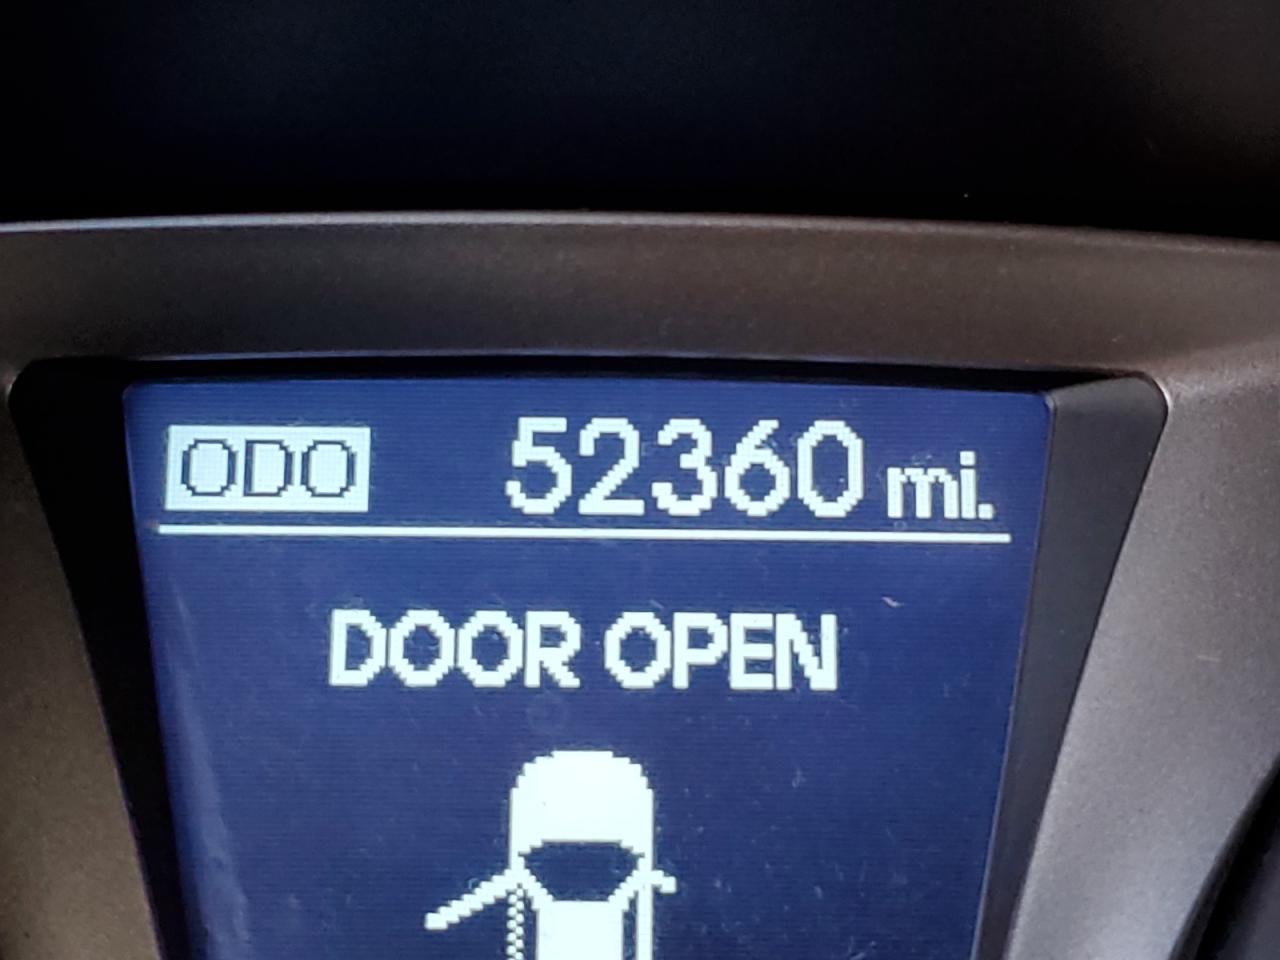 ODO 52360 mi.
DOOR OPEN